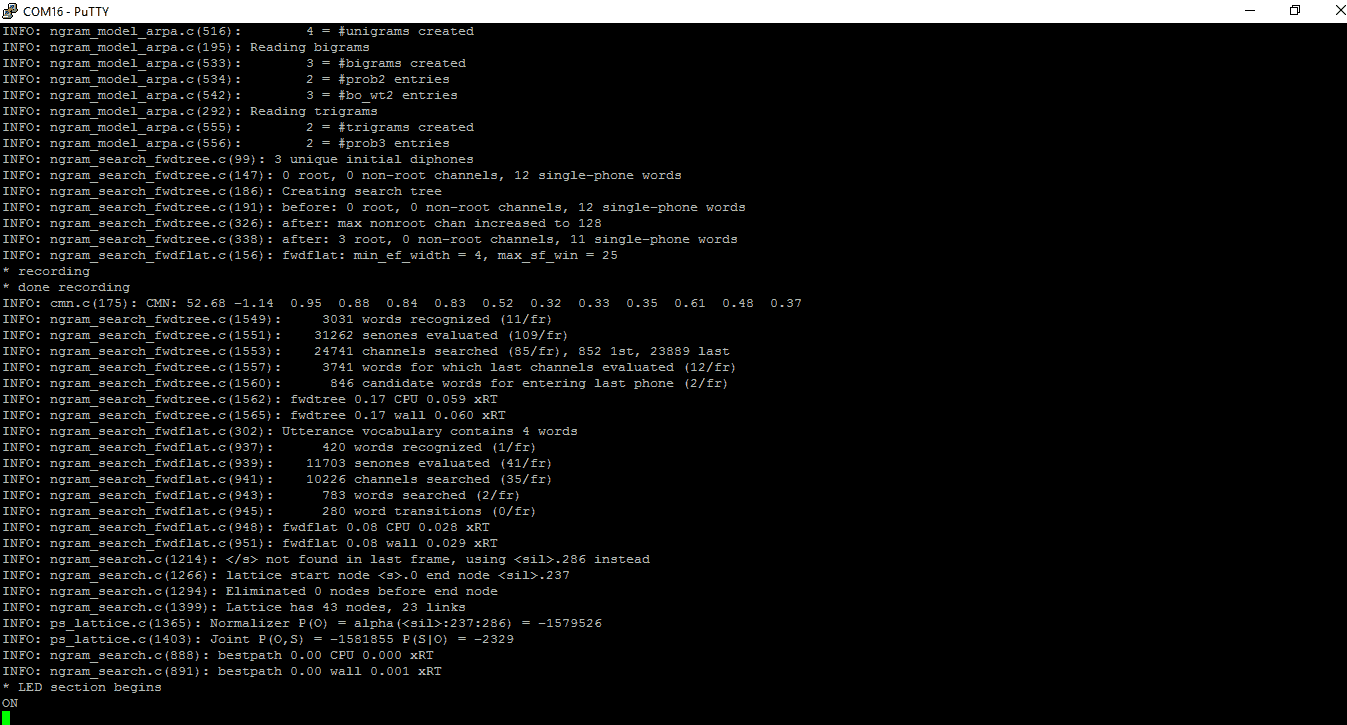 COM16 - PuTTY
INFO: ngram_model_arpa.c(516):        4 = #unigrams created
INFO: ngram_model_arpa.c(195): Reading bigrams
INFO: ngram_model_arpa.c(533):        3 = #bigrams created
INFO: ngram_model_arpa.c(534):        2 = #prob2 entries
INFO: ngram_model_arpa.c(542):        3 = #bo_wt2 entries
INFO: ngram_model_arpa.c(292): Reading trigrams
INFO: ngram_model_arpa.c(555):        2 = #trigrams created
INFO: ngram_model_arpa.c(556):        2 = #prob3 entries
INFO: ngram_search_fwdtree.c(99): 3 unique initial diphones
INFO: ngram_search_fwdtree.c(147): 0 root, 0 non-root channels, 12 single-phone words
INFO: ngram_search_fwdtree.c(186): Creating search tree
INFO: ngram_search_fwdtree.c(191): before: 0 root, 0 non-root channels, 12 single-phone words
INFO: ngram_search_fwdtree.c(326): after: max nonroot chan increased to 128
INFO: ngram_search_fwdtree.c(338): after: 3 root, 0 non-root channels, 11 single-phone words
INFO: ngram_search_fwdflat.c(156): fwdflat: min_ef_width = 4, max_sf_win = 25
* recording
* done recording
INFO: cmn.c(175): CMN: 52.68 -1.14  0.95  0.88  0.84  0.83  0.52  0.32  0.33  0.35  0.61  0.48  0.37
INFO: ngram_search_fwdtree.c(1549):     3031 words recognized (11/fr)
INFO: ngram_search_fwdtree.c(1551):    31262 senones evaluated (109/fr)
INFO: ngram_search_fwdtree.c(1553):    24741 channels searched (85/fr), 852 1st, 23889 last
INFO: ngram_search_fwdtree.c(1557):     3741 words for which last channels evaluated (12/fr)
INFO: ngram_search_fwdtree.c(1560):      846 candidate words for entering last phone (2/fr)
INFO: ngram_search_fwdtree.c(1562): fwdtree 0.17 CPU 0.059 xRT
INFO: ngram_search_fwdtree.c(1565): fwdtree 0.17 wall 0.060 xRT
INFO: ngram_search_fwdflat.c(302): Utterance vocabulary contains 4 words
INFO: ngram_search_fwdflat.c(937):      420 words recognized (1/fr)
INFO: ngram_search_fwdflat.c(939):    11703 senones evaluated (41/fr)
INFO: ngram_search_fwdflat.c(941):    10226 channels searched (35/fr)
INFO: ngram_search_fwdflat.c(943):      783 words searched (2/fr)
INFO: ngram_search_fwdflat.c(945):      280 word transitions (0/fr)
INFO: ngram_search_fwdflat.c(948): fwdflat 0.08 CPU 0.028 xRT
INFO: ngram_search_fwdflat.c(951): fwdflat 0.08 wall 0.029 xRT
INFO: ngram_search.c(1214): </s> not found in last frame, using <sil>.286 instead
INFO: ngram_search.c(1266): lattice start node <s>.0 end node <sil>.237
INFO: ngram_search.c(1294): Eliminated 0 nodes before end node
INFO: ngram_search.c(1399): Lattice has 43 nodes, 23 links
INFO: ps_lattice.c(1365): Normalizer P(O) = alpha(<sil>:237:286) = -1579526
INFO: ps_lattice.c(1403): Joint P(O,S) = -1581855 P(S|O) = -2329
INFO: ngram_search.c(888): bestpath 0.00 CPU 0.000 xRT
INFO: ngram_search.c(891): bestpath 0.00 wall 0.001 xRT
* LED section begins
ON